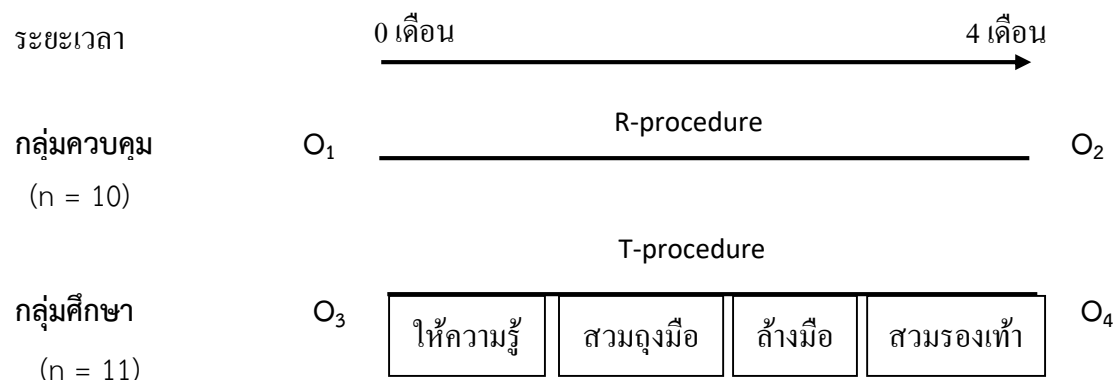 ระยะเวลา 0 เดือน 4 เดือน
R-procedure
กลุ่มควบคุม O₁ O₂
(n = 10)
T-procedure
กลุ่มศึกษา O₃ O₄
ให้ความรู้ สวมถุงมือ ล้างมือ สวมรองเท้า
(n = 11)